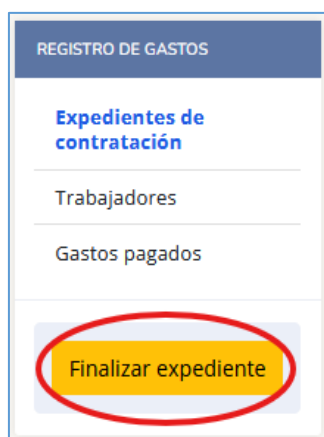 REGISTRO DE GASTOS
Expedientes de
contratación
Trabajadores
Gastos pagados
Finalizar expediente